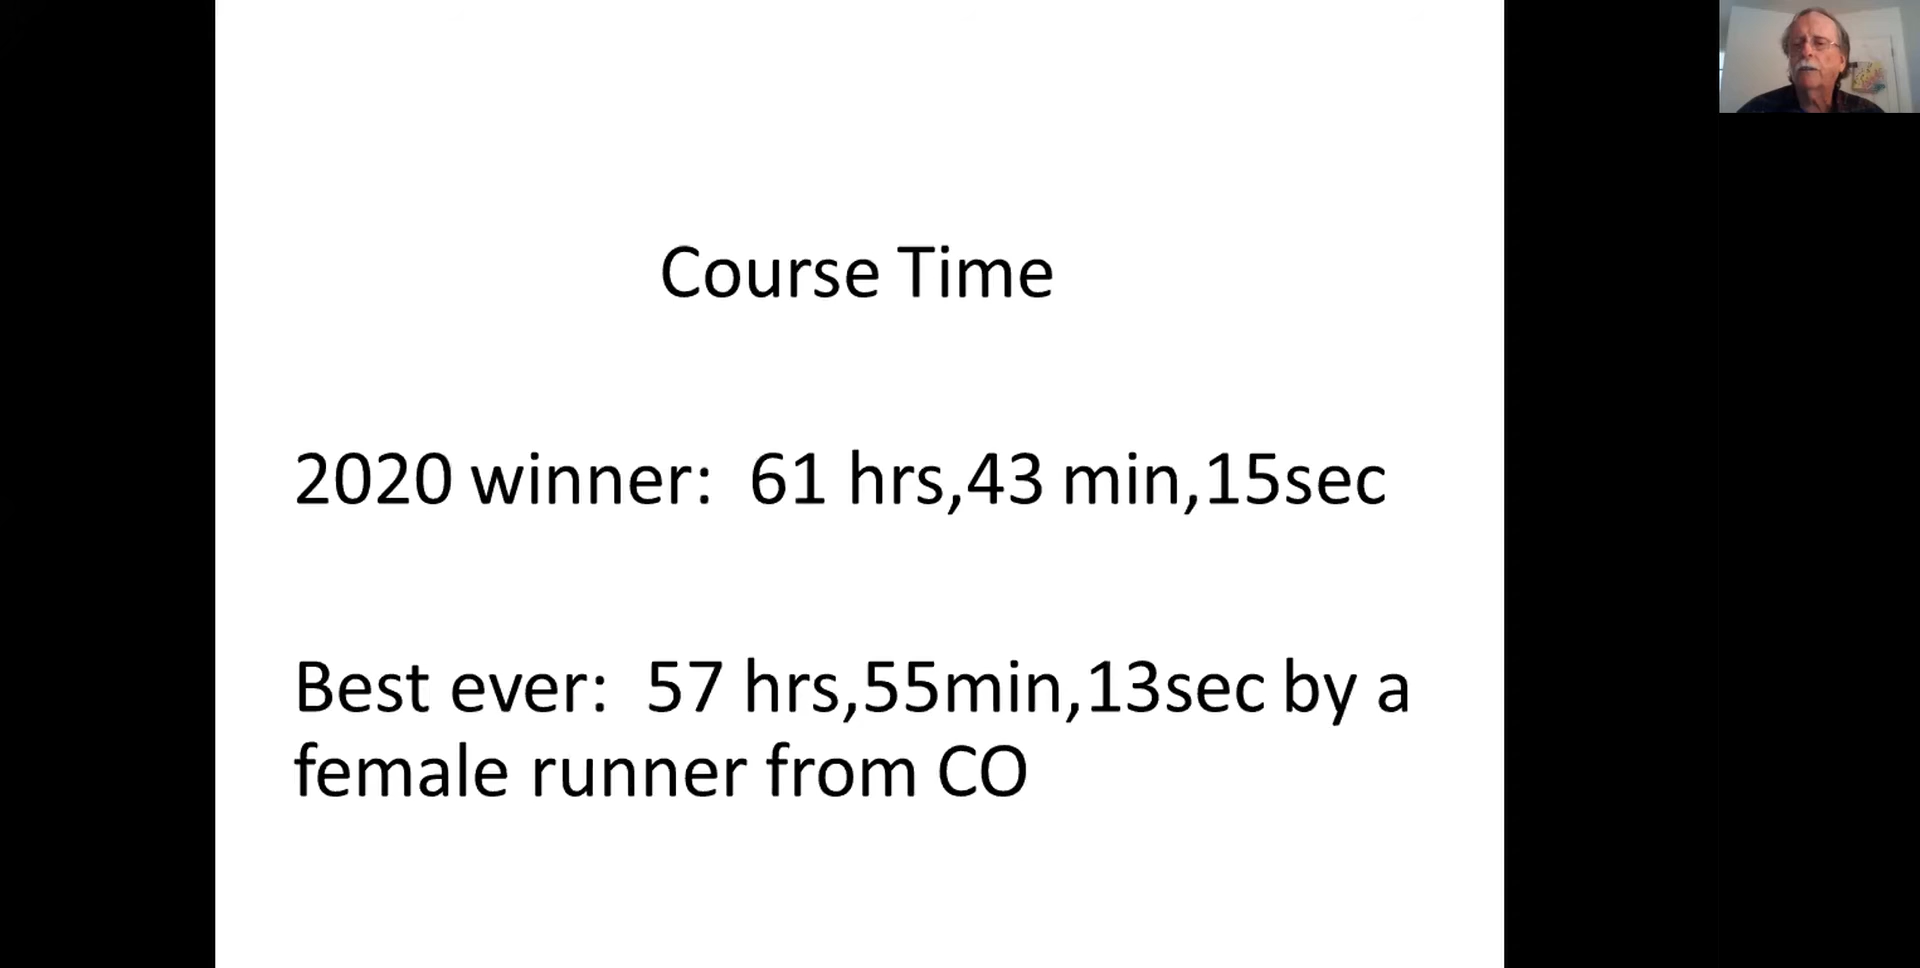 Course Time
2020 winner:  61 hrs,43 min,15sec
Best ever:  57 hrs,55min,13sec by a
female runner from CO